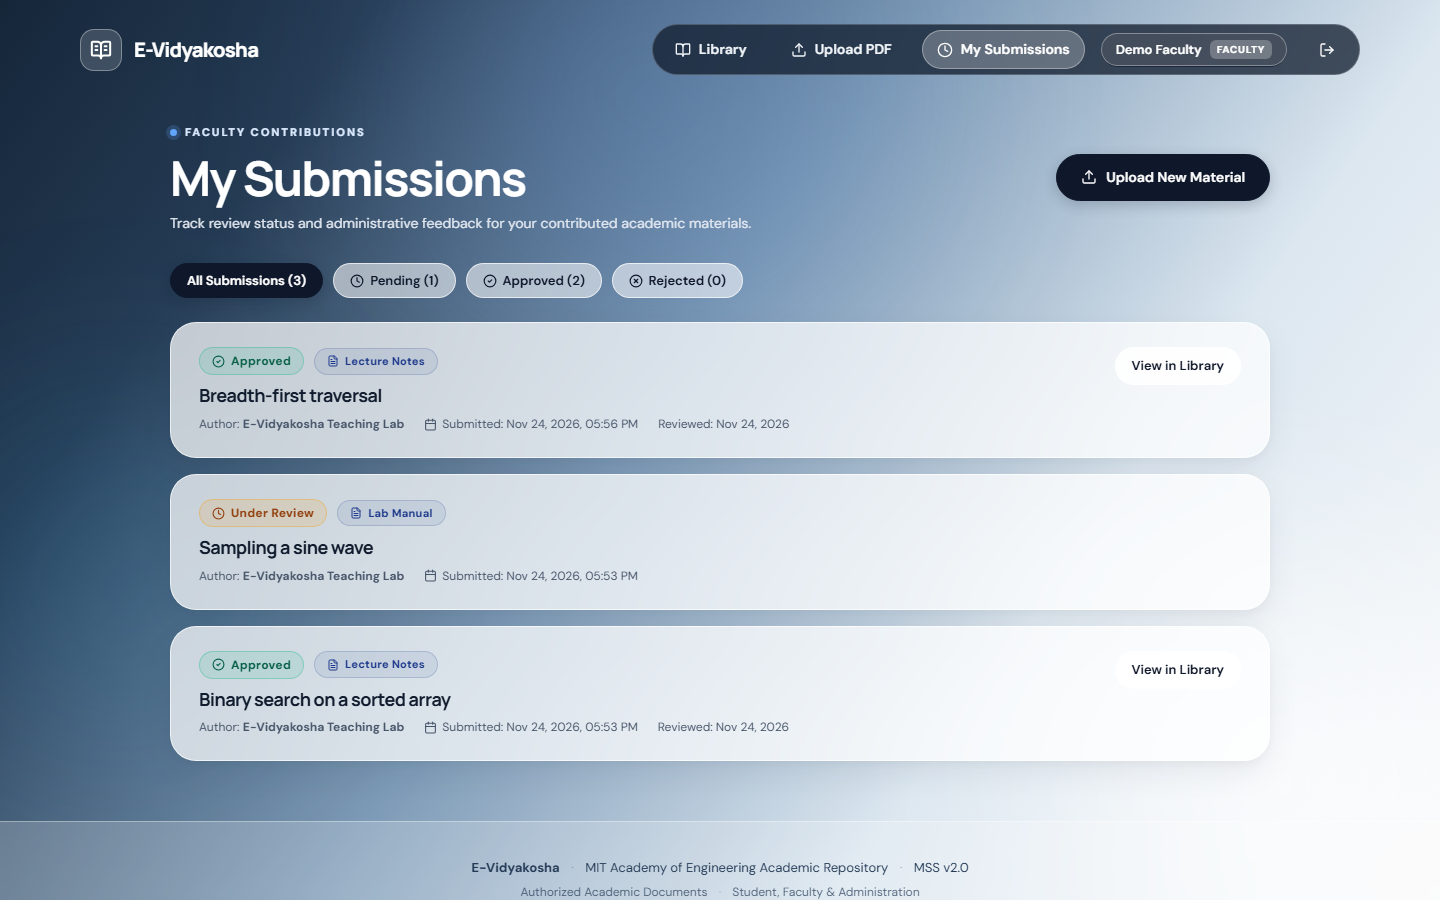 E-Vidyakosha
Library
Upload PDF
My Submissions
Demo Faculty FACULTY
FACULTY CONTRIBUTIONS
My Submissions
Upload New Material
Track review status and administrative feedback for your contributed academic materials.
All Submissions (3)
Pending (1)
Approved (2)
Rejected (0)
Approved
Lecture Notes
View in Library
Breadth-first traversal
Author: E-Vidyakosha Teaching Lab Submitted: Nov 24, 2026, 05:56 PM Reviewed: Nov 24, 2026
Under Review
Lab Manual
Sampling a sine wave
Author: E-Vidyakosha Teaching Lab Submitted: Nov 24, 2026, 05:53 PM
Approved
Lecture Notes
View in Library
Binary search on a sorted array
Author: E-Vidyakosha Teaching Lab Submitted: Nov 24, 2026, 05:53 PM Reviewed: Nov 24, 2026
E-Vidyakosha · MIT Academy of Engineering Academic Repository · MSS v2.0
Authorized Academic Documents · Student, Faculty & Administration